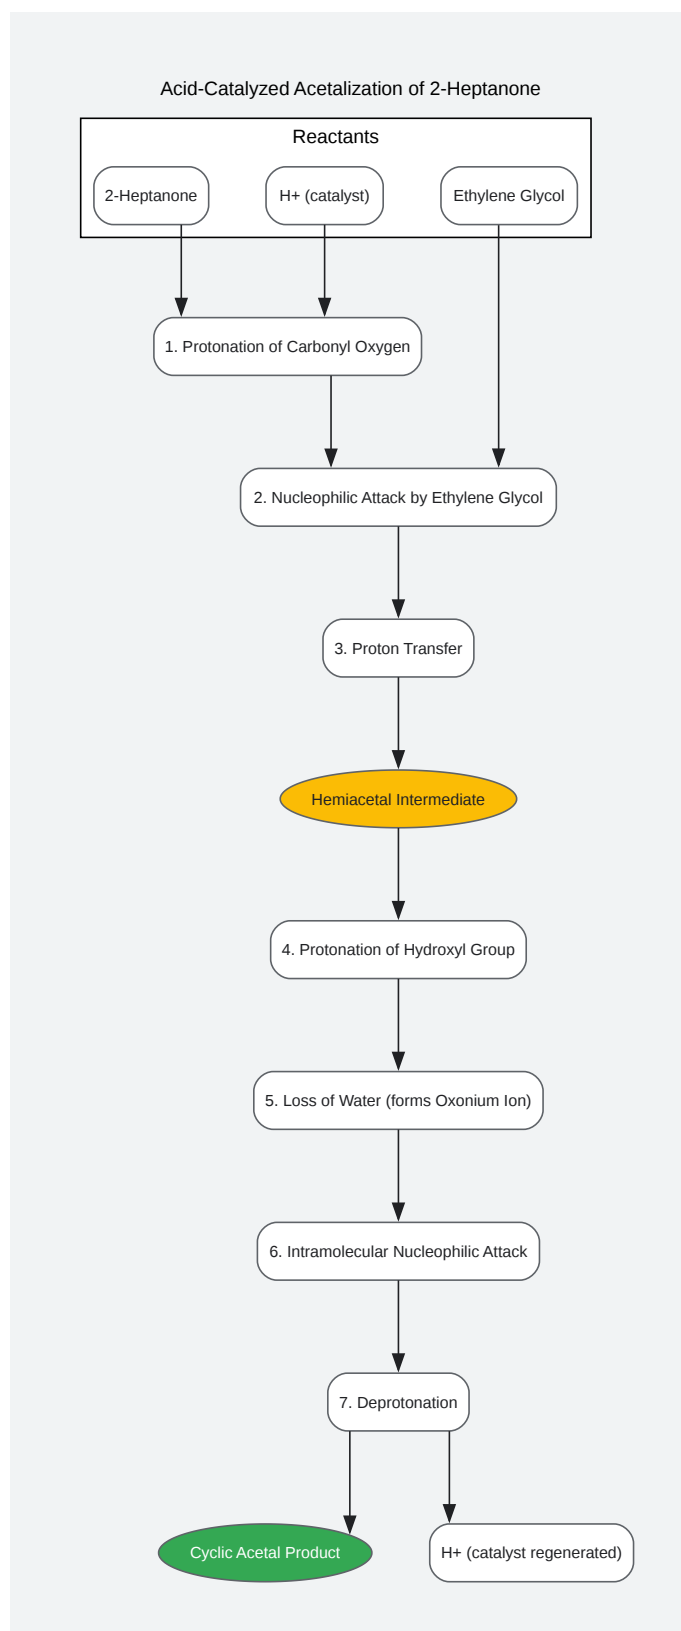 Acid-Catalyzed Acetalization of 2-Heptanone
Reactants
2-Heptanone
H+ (catalyst)
Ethylene Glycol
1. Protonation of Carbonyl Oxygen
2. Nucleophilic Attack by Ethylene Glycol
3. Proton Transfer
Hemiacetal Intermediate
4. Protonation of Hydroxyl Group
5. Loss of Water (forms Oxonium Ion)
6. Intramolecular Nucleophilic Attack
7. Deprotonation
Cyclic Acetal Product
H+ (catalyst regenerated)